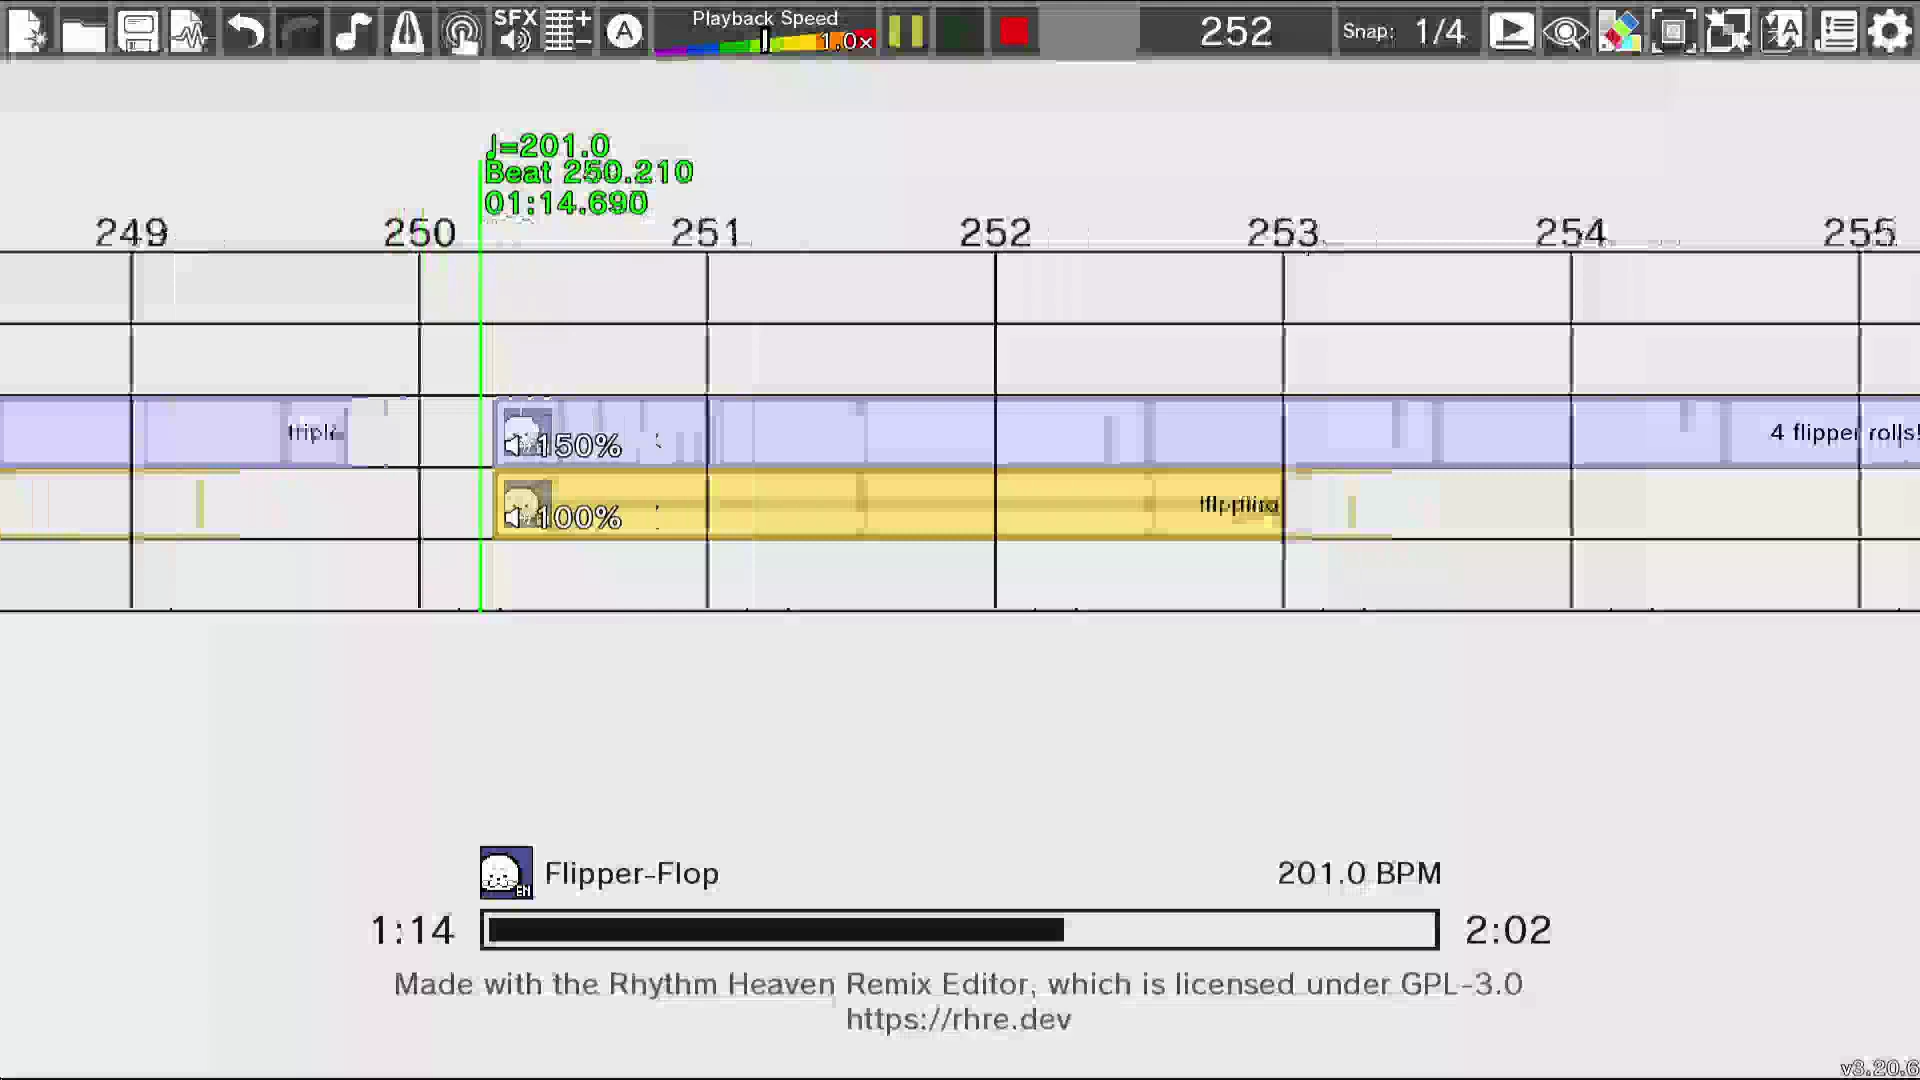 SFX
A
Playback Speed
1.0x
252
Snap: 1/4
♩=201.0
Beat 250.210
01:14.690
249 250 251 252 253 254 255
150%
4 flipper rolls!
100%
Flipper-Flop
201.0 BPM
1:14
2:02
Made with the Rhythm Heaven Remix Editor, which is licensed under GPL-3.0
https://rhre.dev
v3.20.6